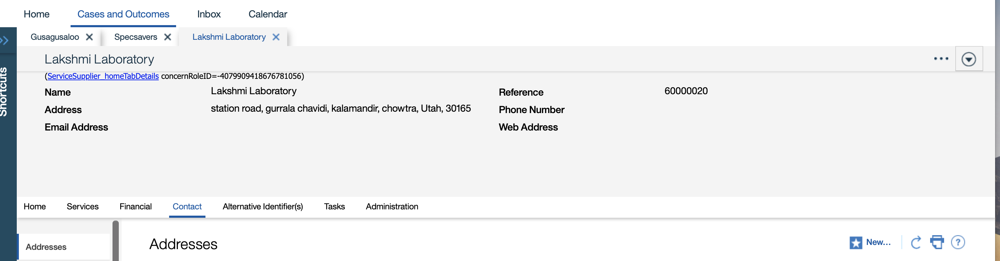 Home Cases and Outcomes Inbox Calendar
Gusagusaloo Specsavers Lakshmi Laboratory
Lakshmi Laboratory
(ServiceSupplier_homeTabDetails concernRoleID=-4079909418676781056)
Name Lakshmi Laboratory Reference 60000020
Address station road, gurrala chavidi, kalamandir, chowtra, Utah, 30165 Phone Number
Email Address Web Address
Shortcuts
Home Services Financial Contact Alternative Identifier(s) Tasks Administration
Addresses
Addresses New...